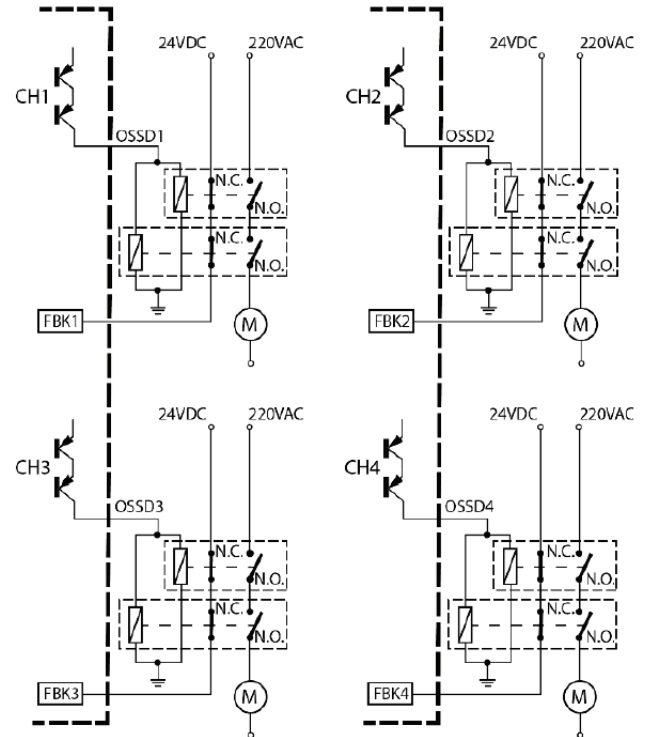 24VDC 220VAC
CH1
OSSD1
N.C.
N.O.
N.C.
N.O.
FBK1
M
24VDC 220VAC
CH2
OSSD2
N.C.
N.O.
N.C.
N.O.
FBK2
M
24VDC 220VAC
CH3
OSSD3
N.C.
N.O.
N.C.
N.O.
FBK3
M
24VDC 220VAC
CH4
OSSD4
N.C.
N.O.
N.C.
N.O.
FBK4
M